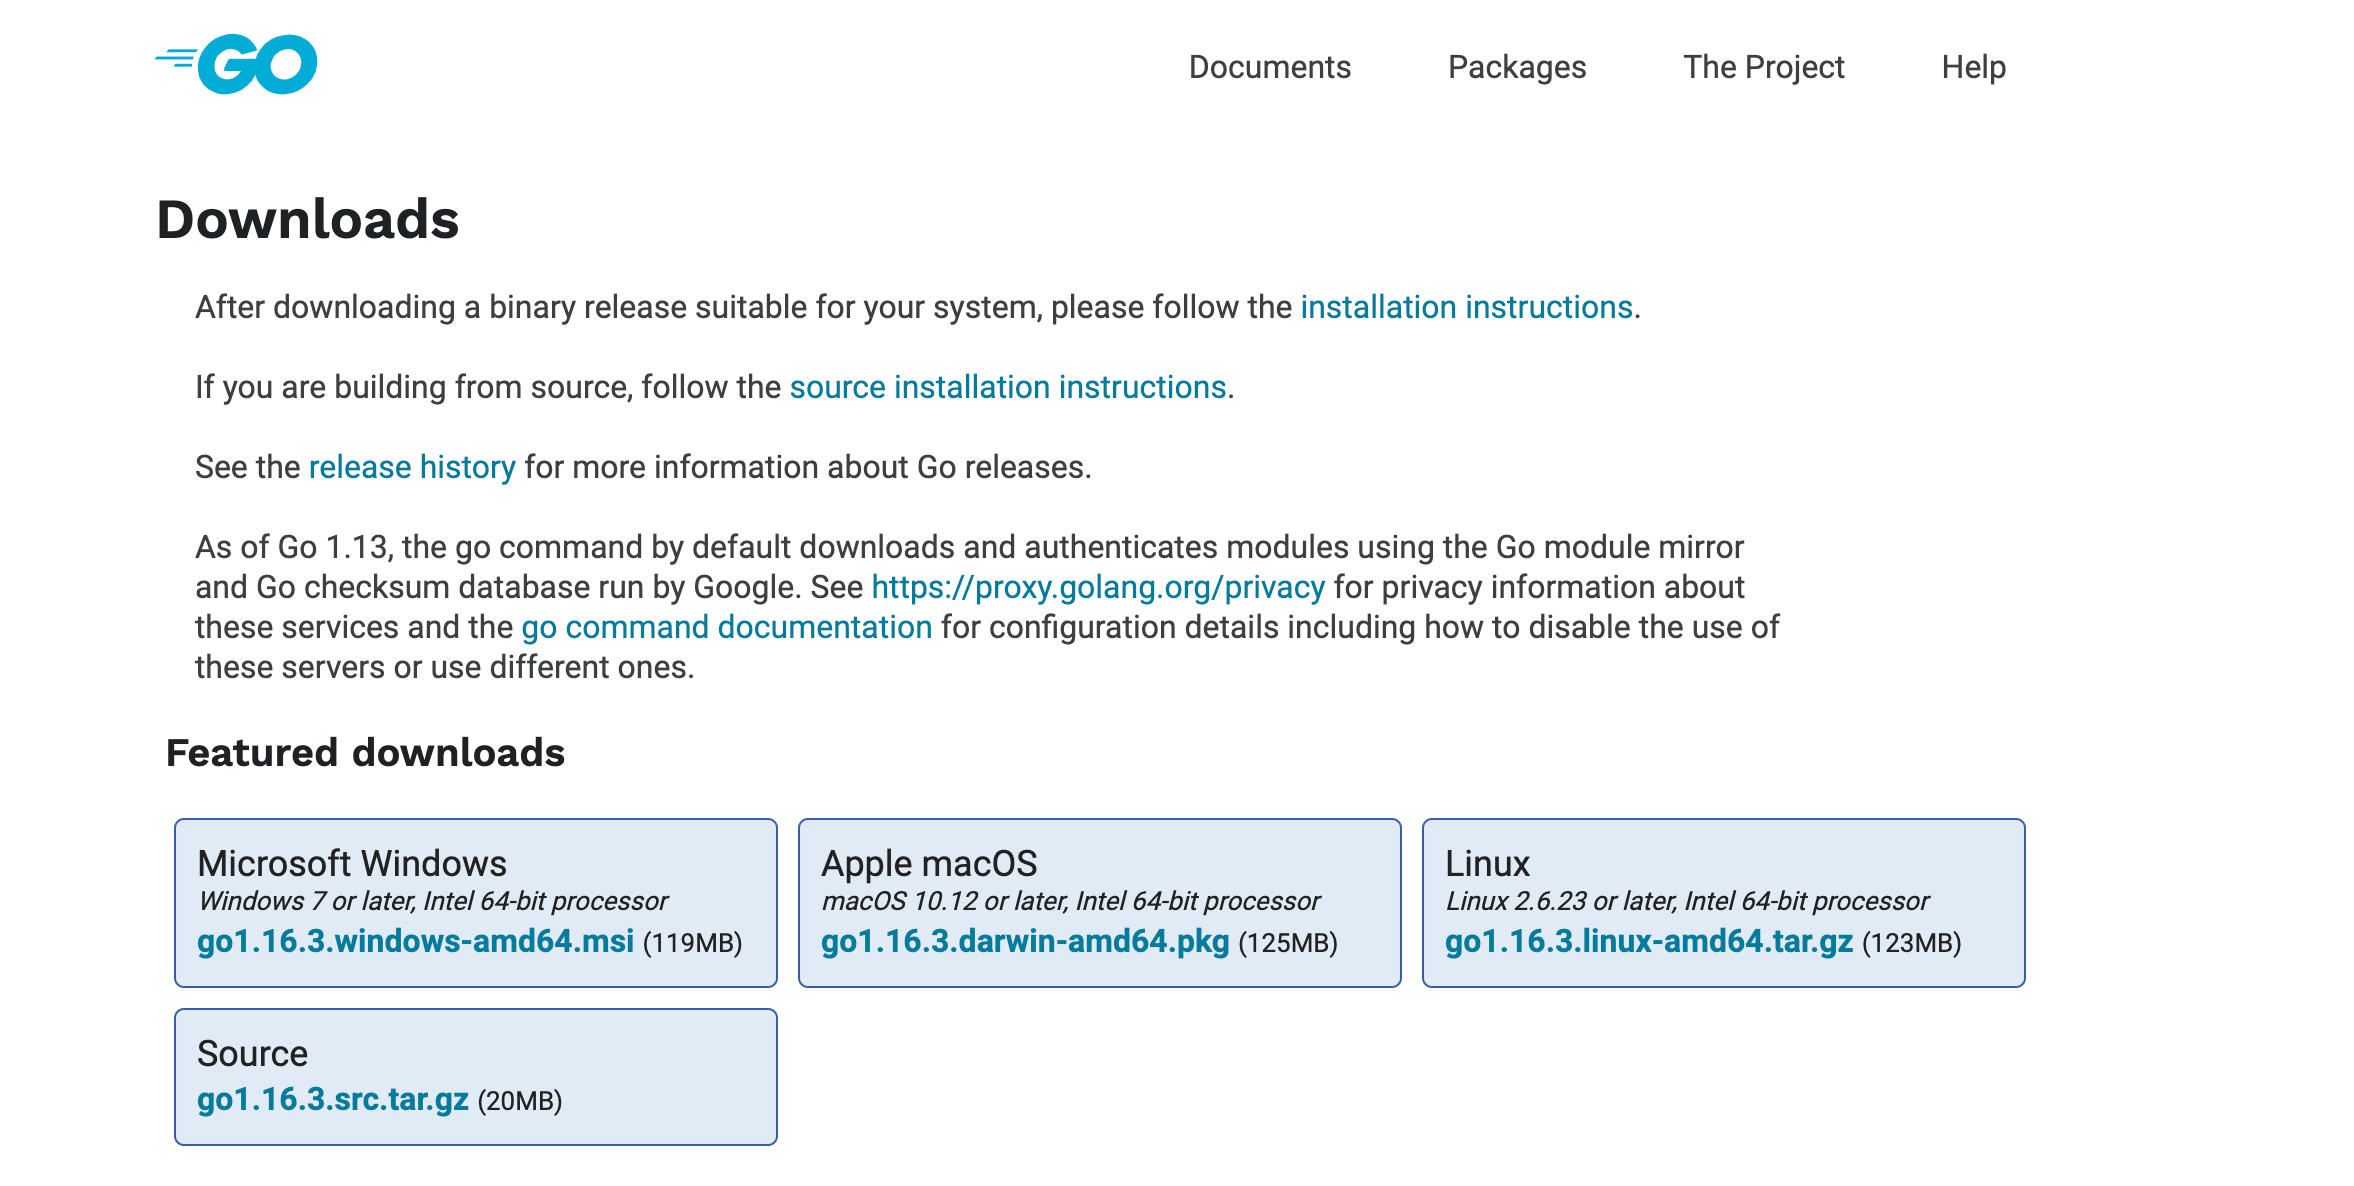 GO
Documents Packages The Project Help
Downloads
After downloading a binary release suitable for your system, please follow the installation instructions.
If you are building from source, follow the source installation instructions.
See the release history for more information about Go releases.
As of Go 1.13, the go command by default downloads and authenticates modules using the Go module mirror
and Go checksum database run by Google. See https://proxy.golang.org/privacy for privacy information about
these services and the go command documentation for configuration details including how to disable the use of
these servers or use different ones.
Featured downloads
Microsoft Windows
Windows 7 or later, Intel 64-bit processor
go1.16.3.windows-amd64.msi (119MB)
Apple macOS
macOS 10.12 or later, Intel 64-bit processor
go1.16.3.darwin-amd64.pkg (125MB)
Linux
Linux 2.6.23 or later, Intel 64-bit processor
go1.16.3.linux-amd64.tar.gz (123MB)
Source
go1.16.3.src.tar.gz (20MB)